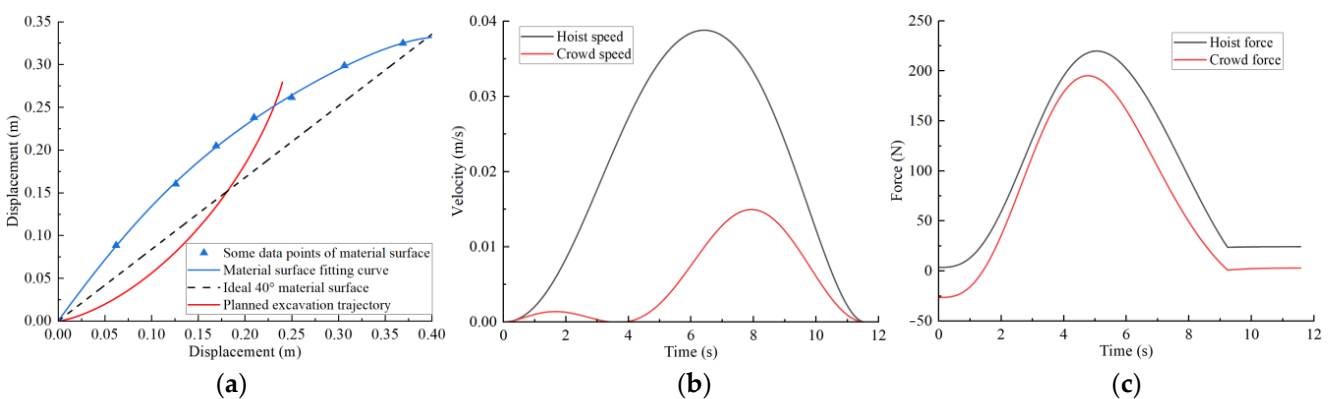 0.35
0.30
0.25
0.20
0.15
0.10
0.05
0.00
Displacement (m)
Some data points of material surface
Material surface fitting curve
Ideal 40° material surface
Planned excavation trajectory
0.00 0.05 0.10 0.15 0.20 0.25 0.30 0.35 0.40
Displacement (m)
(a)
0.04
0.03
0.02
0.01
0.00
Velocity (m/s)
Hoist speed
Crowd speed
0 2 4 6 8 10 12
Time (s)
(b)
250
200
150
100
50
0
−50
Force (N)
Hoist force
Crowd force
0 2 4 6 8 10 12
Time (s)
(c)